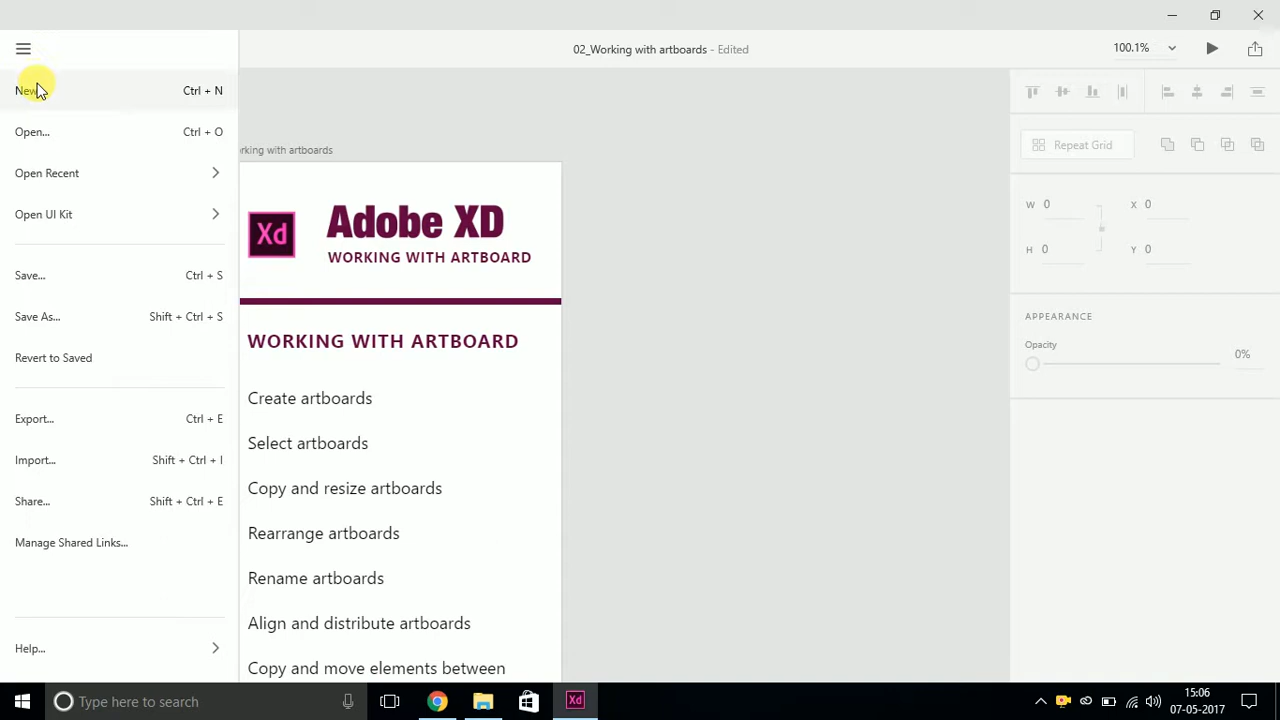 02_Working with artboards - Edited
100.1%
New
Ctrl + N
Open...
Ctrl + O
Open Recent
Open UI Kit
Save...
Ctrl + S
Save As...
Shift + Ctrl + S
Revert to Saved
Export...
Ctrl + E
Import...
Shift + Ctrl + I
Share...
Shift + Ctrl + E
Manage Shared Links...
Help...
rking with artboards
Xd
Adobe XD
WORKING WITH ARTBOARD
WORKING WITH ARTBOARD
Create artboards
Select artboards
Copy and resize artboards
Rearrange artboards
Rename artboards
Align and distribute artboards
Copy and move elements between
Repeat Grid
W 0
X 0
H 0
Y 0
APPEARANCE
Opacity
0%
Type here to search
Xd
15:06
07-05-2017